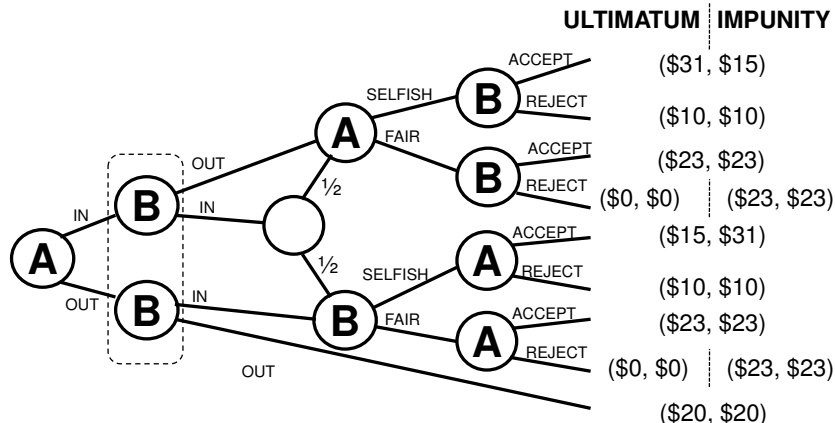 ULTIMATUM IMPUNITY
ACCEPT
($31, $15)
SELFISH
B
REJECT
($10, $10)
A
FAIR
ACCEPT
($23, $23)
OUT
B
REJECT
($0, $0) ($23, $23)
½
IN
B
IN
A
ACCEPT
($15, $31)
½
SELFISH
A
REJECT
($10, $10)
OUT
B
IN
B
FAIR
ACCEPT
($23, $23)
A
REJECT
($0, $0) ($23, $23)
OUT
($20, $20)